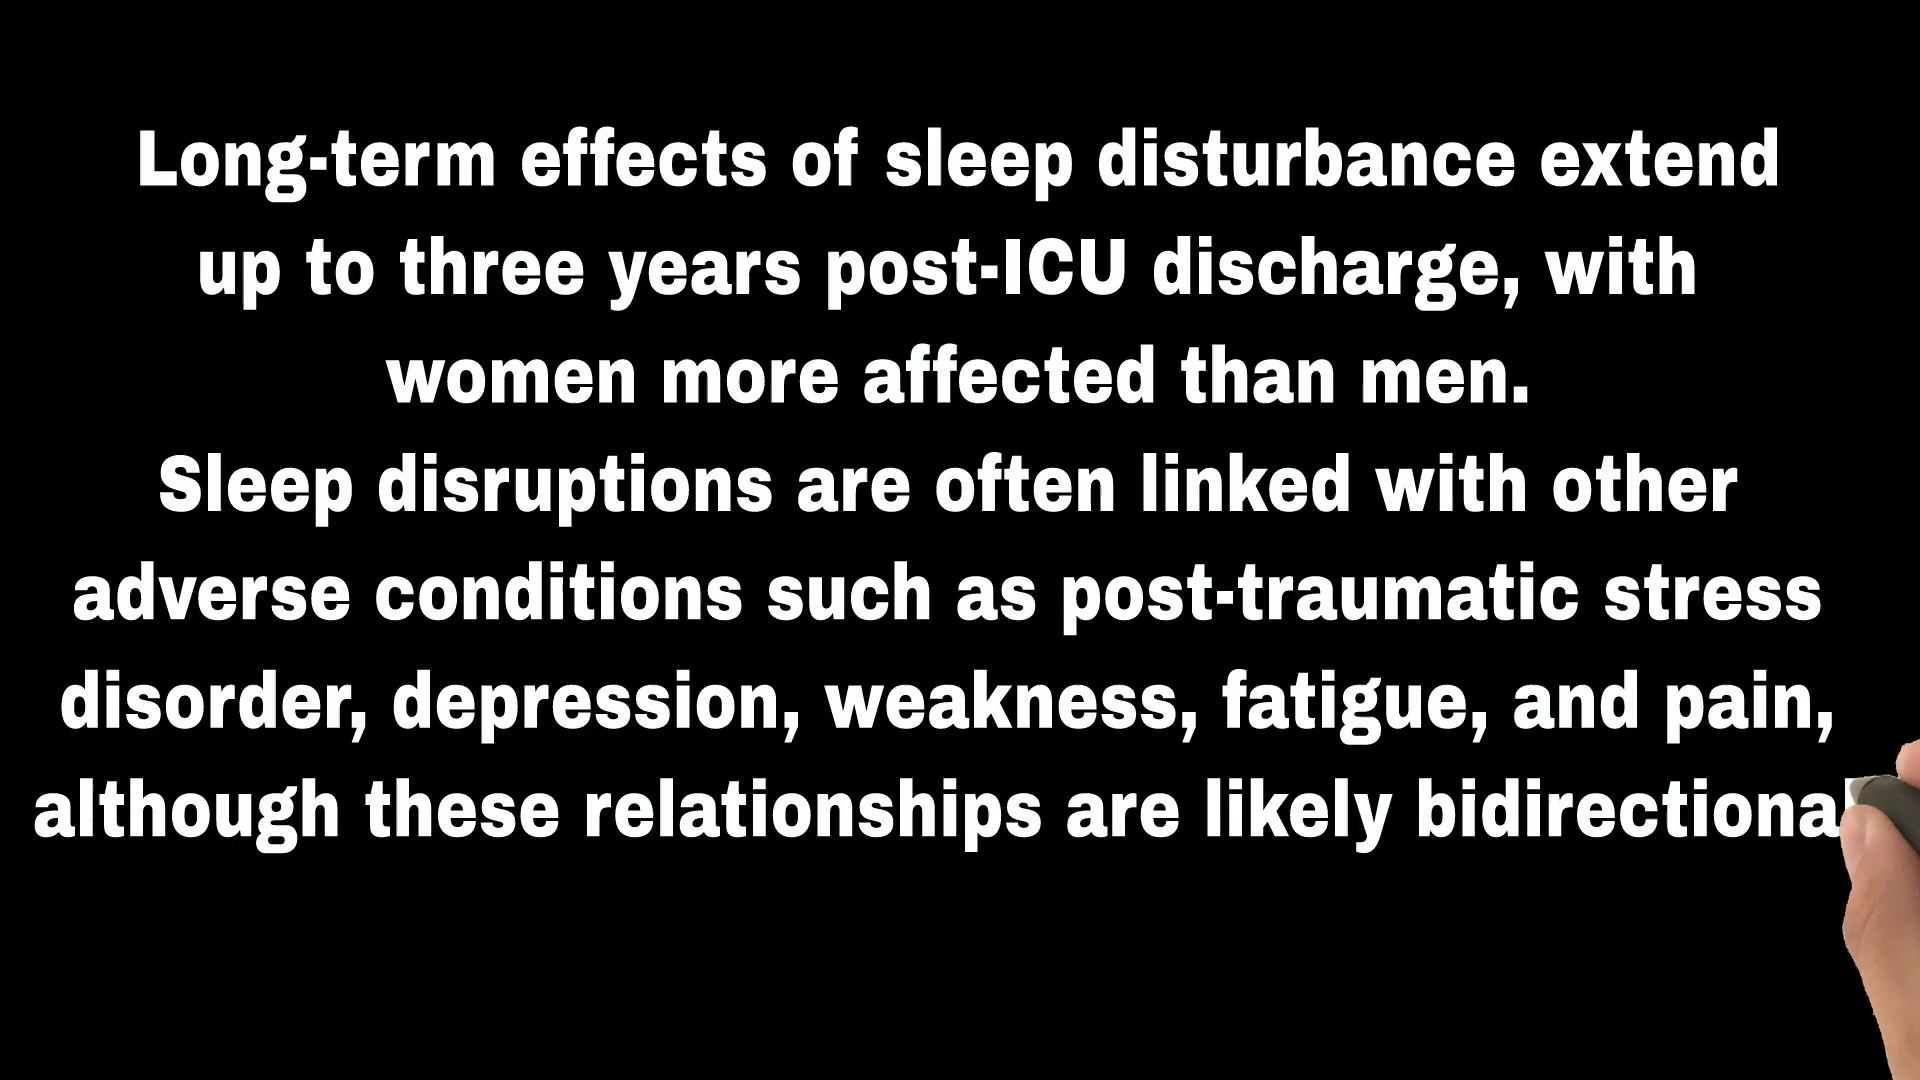 Long-term effects of sleep disturbance extend
up to three years post-ICU discharge, with
women more affected than men.
Sleep disruptions are often linked with other
adverse conditions such as post-traumatic stress
disorder, depression, weakness, fatigue, and pain,
although these relationships are likely bidirectional